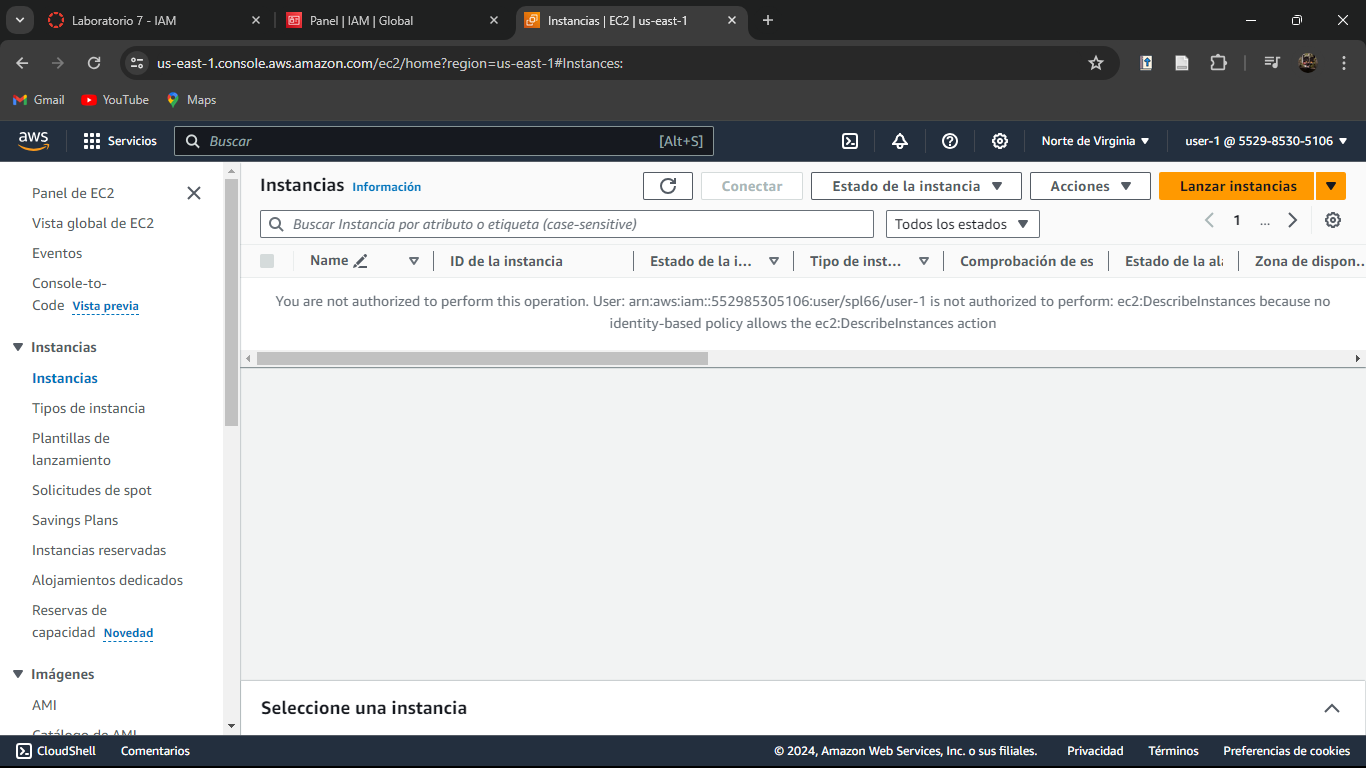 Laboratorio 7 - IAM
Panel | IAM | Global
Instancias | EC2 | us-east-1
us-east-1.console.aws.amazon.com/ec2/home?region=us-east-1#Instances:
Gmail
YouTube
Maps
aws
Servicios
Buscar
[Alt+S]
Norte de Virginia
user-1 @ 5529-8530-5106
Panel de EC2
Vista global de EC2
Eventos
Console-to-
Code Vista previa
Instancias
Instancias
Tipos de instancia
Plantillas de
lanzamiento
Solicitudes de spot
Savings Plans
Instancias reservadas
Alojamientos dedicados
Reservas de
capacidad Novedad
Imágenes
AMI
Catálogo de AMI
Instancias Información
Conectar
Estado de la instancia
Acciones
Lanzar instancias
Buscar Instancia por atributo o etiqueta (case-sensitive)
Todos los estados
1
...
Name
ID de la instancia
Estado de la i...
Tipo de inst...
Comprobación de es
Estado de la ala
Zona de dispon...
You are not authorized to perform this operation. User: arn:aws:iam::552985305106:user/spl66/user-1 is not authorized to perform: ec2:DescribeInstances because no
identity-based policy allows the ec2:DescribeInstances action
Seleccione una instancia
CloudShell
Comentarios
© 2024, Amazon Web Services, Inc. o sus filiales.
Privacidad
Términos
Preferencias de cookies